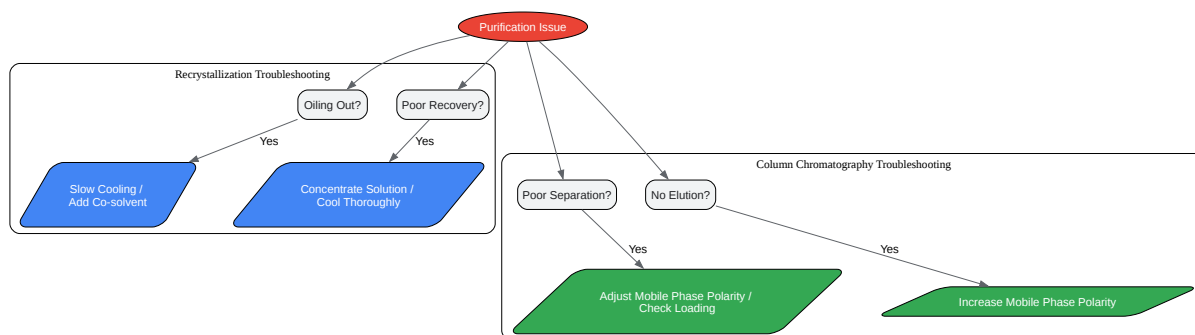 Purification Issue
Recrystallization Troubleshooting
Oiling Out?
Poor Recovery?
Yes
Yes
Slow Cooling /
Add Co-solvent
Concentrate Solution /
Cool Thoroughly
Column Chromatography Troubleshooting
Poor Separation?
No Elution?
Yes
Yes
Adjust Mobile Phase Polarity /
Check Loading
Increase Mobile Phase Polarity